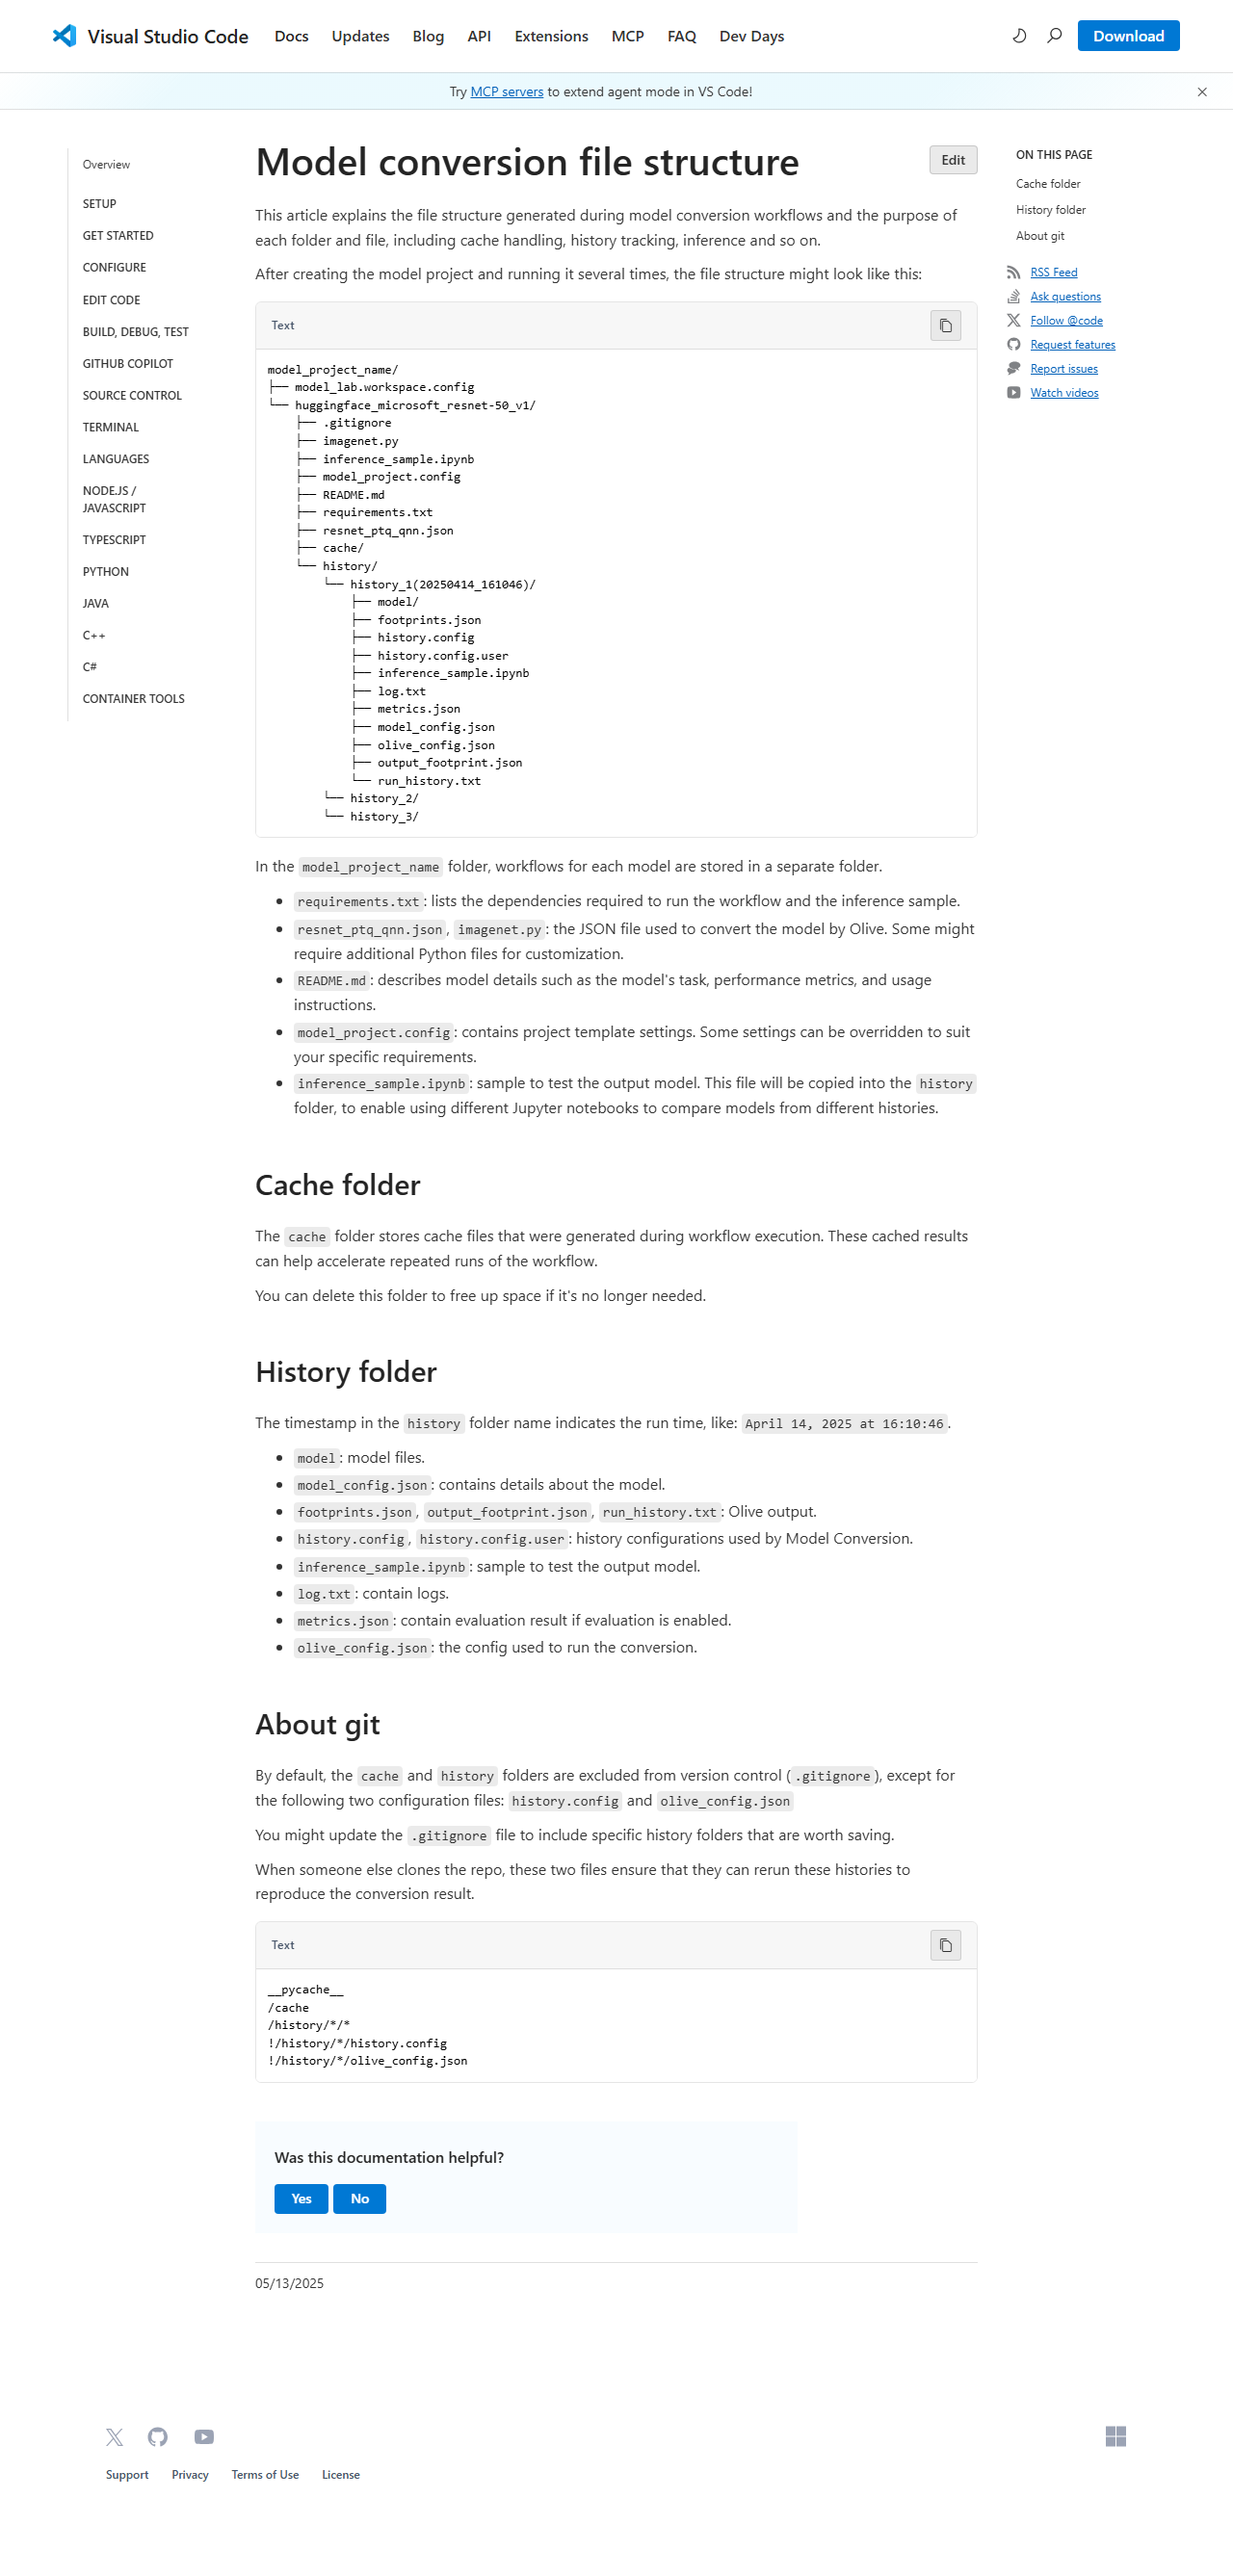 Visual Studio Code Docs Updates Blog API Extensions MCP FAQ Dev Days Download
Try MCP servers to extend agent mode in VS Code!
Overview
SETUP
GET STARTED
CONFIGURE
EDIT CODE
BUILD, DEBUG, TEST
GITHUB COPILOT
SOURCE CONTROL
TERMINAL
LANGUAGES
NODE.JS /
JAVASCRIPT
TYPESCRIPT
PYTHON
JAVA
C++
C#
CONTAINER TOOLS
Model conversion file structure
Edit
This article explains the file structure generated during model conversion workflows and the purpose of
each folder and file, including cache handling, history tracking, inference and so on.
After creating the model project and running it several times, the file structure might look like this:
Text
model_project_name/
├── model_lab.workspace.config
└── huggingface_microsoft_resnet-50_v1/
    ├── .gitignore
    ├── imagenet.py
    ├── inference_sample.ipynb
    ├── model_project.config
    ├── README.md
    ├── requirements.txt
    ├── resnet_ptq_qnn.json
    ├── cache/
    └── history/
        └── history_1(20250414_161046)/
            ├── model/
            ├── footprints.json
            ├── history.config
            ├── history.config.user
            ├── inference_sample.ipynb
            ├── log.txt
            ├── metrics.json
            ├── model_config.json
            ├── olive_config.json
            ├── output_footprint.json
            └── run_history.txt
        └── history_2/
        └── history_3/
In the model_project_name folder, workflows for each model are stored in a separate folder.
• requirements.txt: lists the dependencies required to run the workflow and the inference sample.
• resnet_ptq_qnn.json, imagenet.py: the JSON file used to convert the model by Olive. Some might
require additional Python files for customization.
• README.md: describes model details such as the model's task, performance metrics, and usage
instructions.
• model_project.config: contains project template settings. Some settings can be overridden to suit
your specific requirements.
• inference_sample.ipynb: sample to test the output model. This file will be copied into the history
folder, to enable using different Jupyter notebooks to compare models from different histories.
Cache folder
The cache folder stores cache files that were generated during workflow execution. These cached results
can help accelerate repeated runs of the workflow.
You can delete this folder to free up space if it's no longer needed.
History folder
The timestamp in the history folder name indicates the run time, like: April 14, 2025 at 16:10:46.
• model: model files.
• model_config.json: contains details about the model.
• footprints.json, output_footprint.json, run_history.txt: Olive output.
• history.config, history.config.user: history configurations used by Model Conversion.
• inference_sample.ipynb: sample to test the output model.
• log.txt: contain logs.
• metrics.json: contain evaluation result if evaluation is enabled.
• olive_config.json: the config used to run the conversion.
About git
By default, the cache and history folders are excluded from version control (.gitignore), except for
the following two configuration files: history.config and olive_config.json
You might update the .gitignore file to include specific history folders that are worth saving.
When someone else clones the repo, these two files ensure that they can rerun these histories to
reproduce the conversion result.
Text
__pycache__
/cache
/history/*/*
!/history/*/history.config
!/history/*/olive_config.json
Was this documentation helpful?
Yes No
05/13/2025
ON THIS PAGE
Cache folder
History folder
About git
RSS Feed
Ask questions
Follow @code
Request features
Report issues
Watch videos
Support Privacy Terms of Use License